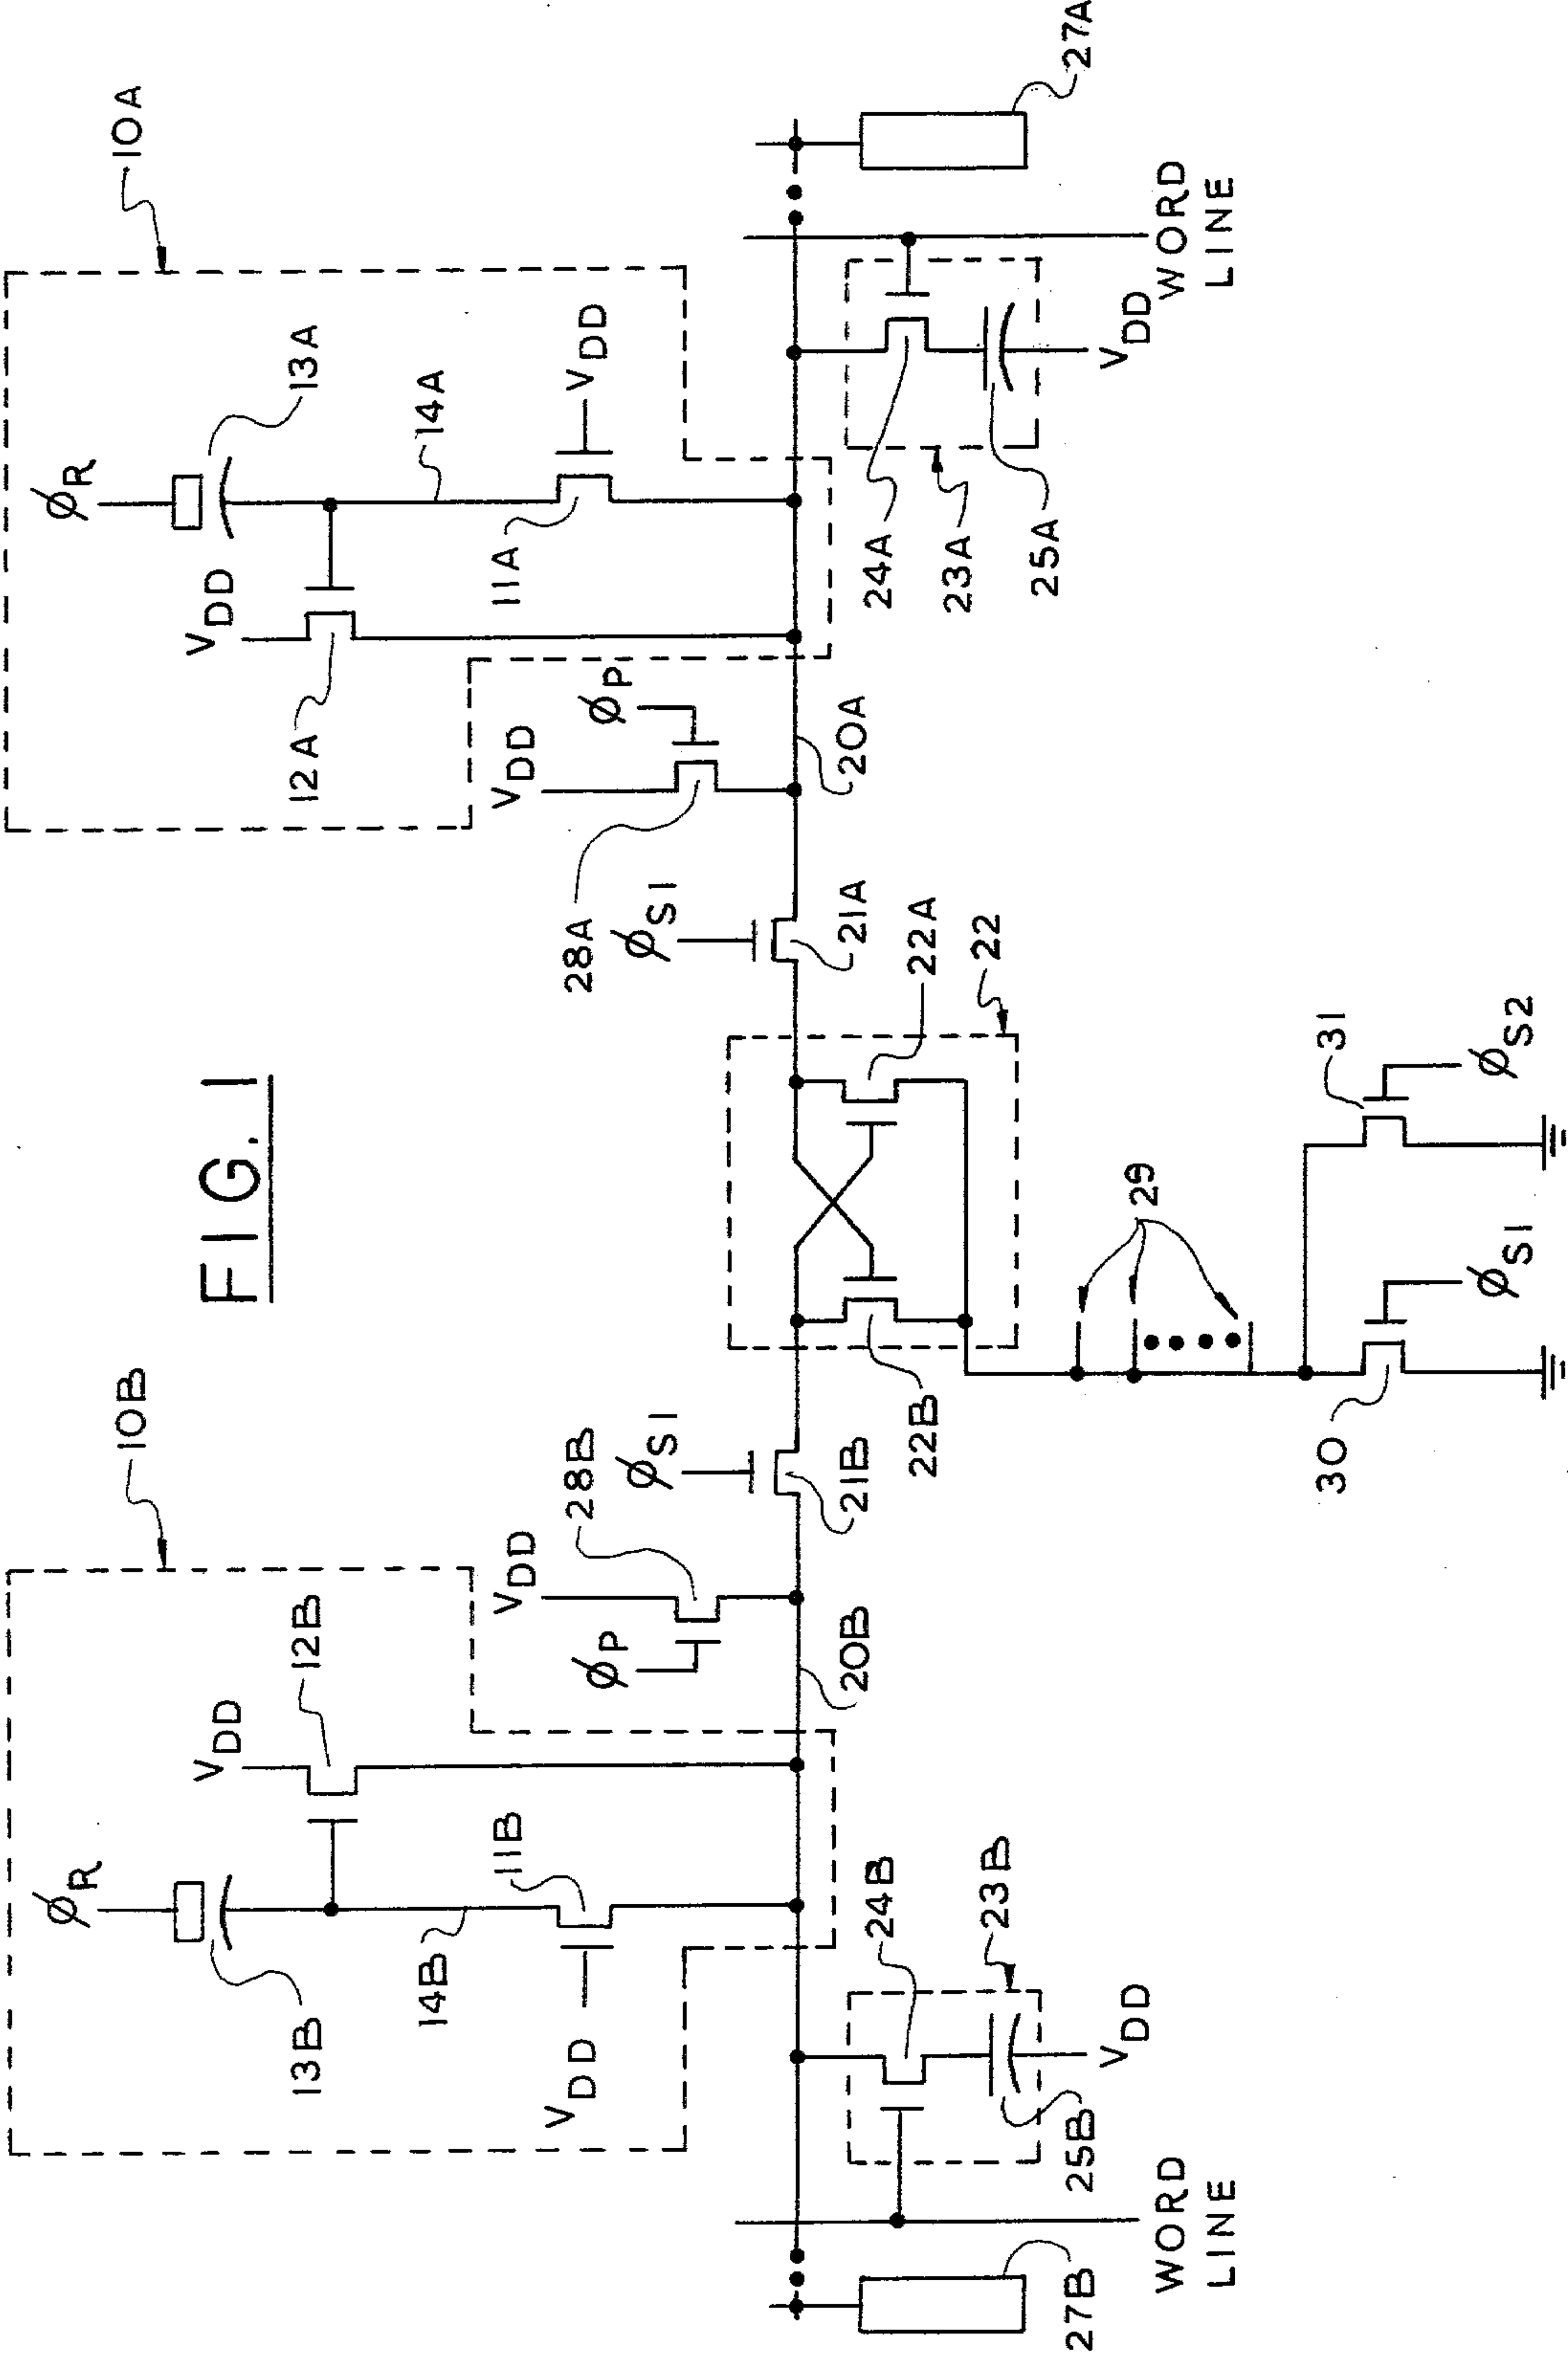 FIG. 1
10B
10A
ØR
ØR
13B
VDD
12B
VDD
13A
12A
14B
14A
11B
11A
VDD
VDD
VDD
VDD
ØP
28B
ØP
28A
ØS1
ØS1
20B
21B
21A
20A
24B
22B
22A
24A
23B
22
23A
25B
25A
VDD
VDD
27B
27A
29
WORD
LINE
WORD
LINE
30
31
ØS1
ØS2